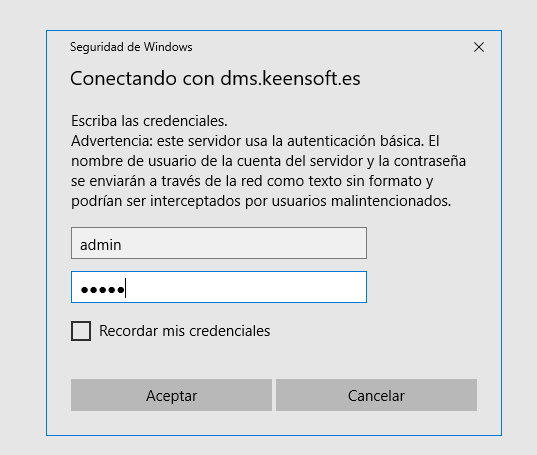 Seguridad de Windows
Conectando con dms.keensoft.es
Escriba las credenciales.
Advertencia: este servidor usa la autenticación básica. El
nombre de usuario de la cuenta del servidor y la contraseña
se enviarán a través de la red como texto sin formato y
podrían ser interceptados por usuarios malintencionados.
admin
●●●●●
Recordar mis credenciales
Aceptar
Cancelar